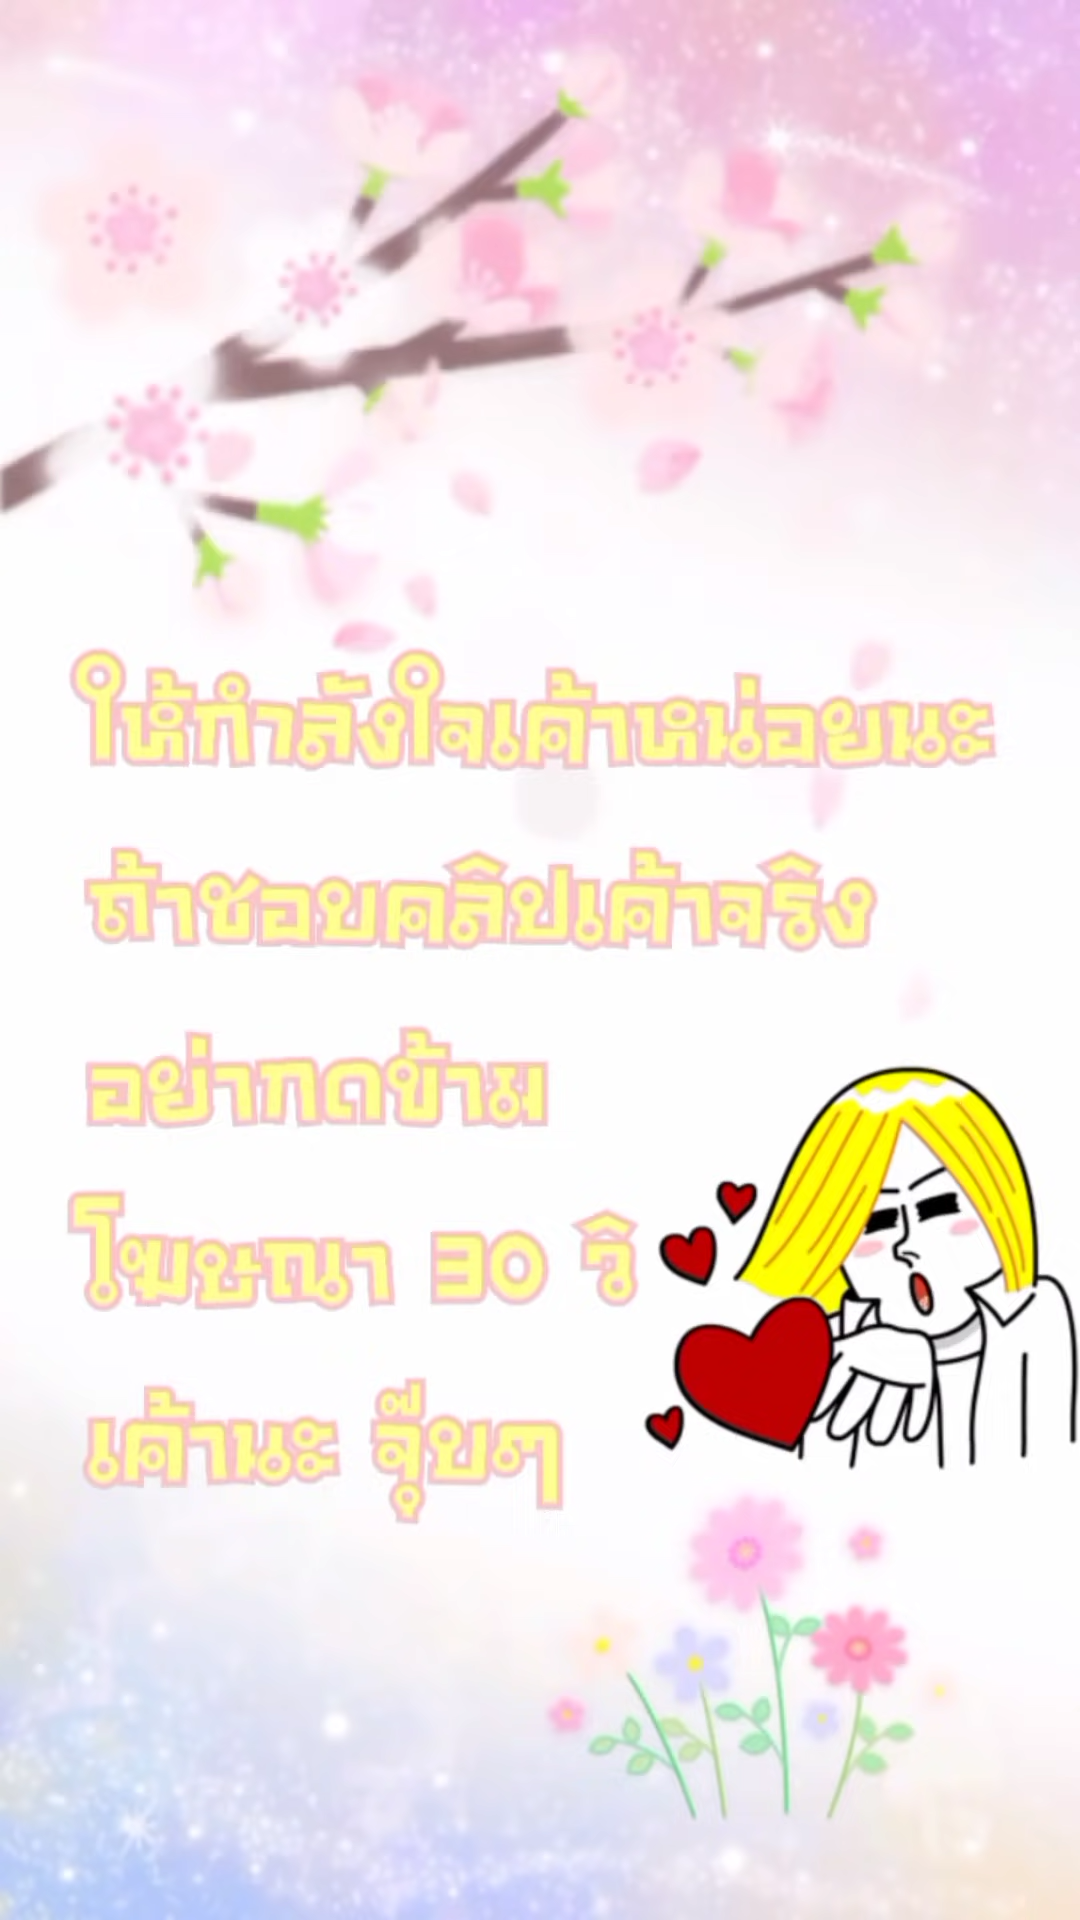 ให้กำลังใจเค้าหน่อยนะ
ถ้าชอบคลิปเค้าจริง
อย่ากดข้าม
โฆษณา 30 วิ
เค้านะ จุ๊บๆ